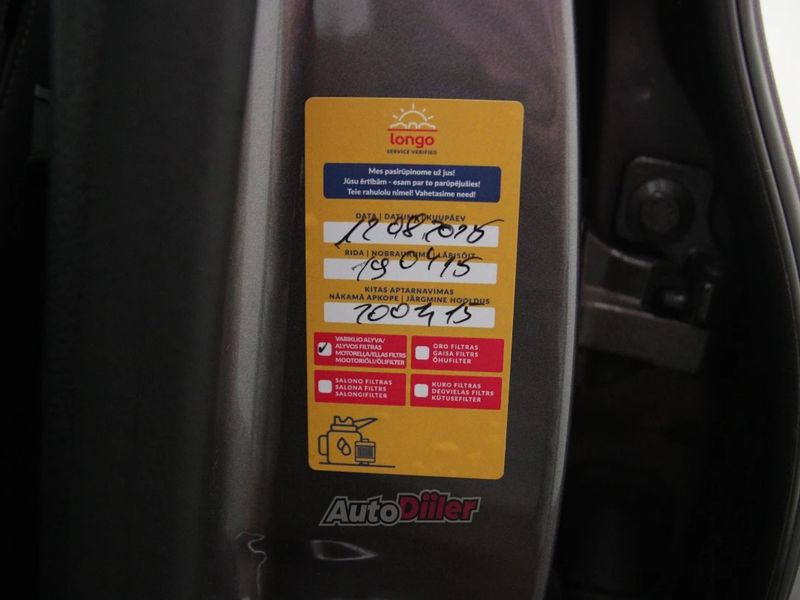 longo
SERVICE VERIFIED
Mes pasirūpinome už jus!
Jūsu ērtībām - esam par to parūpējušies!
Teie rahulolu nimel! Vahetasime need!
DATA | DATUMS | KUUPÄEV
12 08.2025
RIDA | NOBRAUKUMS | LÄBISÕIT
190415
KITAS APTARNAVIMAS
NĀKAMĀ APKOPE | JÄRGMINE HOOLDUS
200415
✓ VARIKLIO ALYVA/
ALYVOS FILTRAS
MOTOREĻĻA/EĻĻAS FILTRS
MOOTORIÕLI/ÕLIFILTER
ORO FILTRAS
GAISA FILTRS
ÕHUFILTER
SALONO FILTRAS
SALONA FILTRS
SALONGIFILTER
KURO FILTRAS
DEGVIELAS FILTRS
KÜTUSEFILTER
AutoDiiler